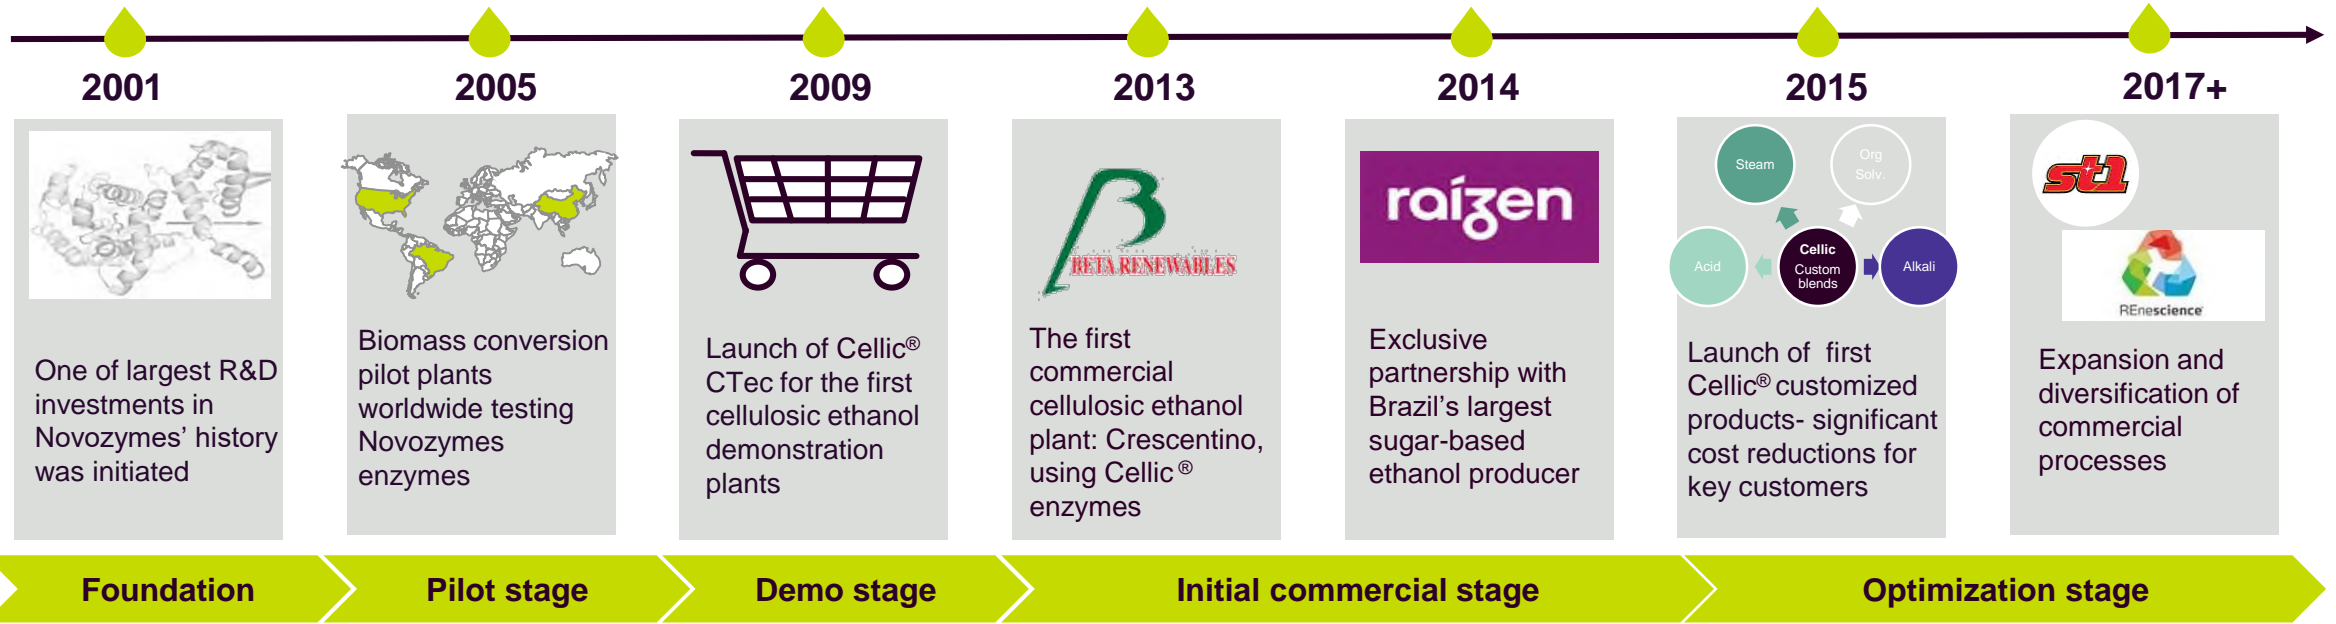 2001
2005
2009
2013
2014
2015
2017+
One of largest R&D
investments in
Novozymes’ history
was initiated
Biomass conversion
pilot plants
worldwide testing
Novozymes
enzymes
Launch of Cellic®
CTec for the first
cellulosic ethanol
demonstration
plants
BETA RENEWABLES
The first
commercial
cellulosic ethanol
plant: Crescentino,
using Cellic ®
enzymes
raízen
Exclusive
partnership with
Brazil’s largest
sugar-based
ethanol producer
Steam
Org
Solv.
Acid
Cellic
Custom
blends
Alkali
Launch of first
Cellic® customized
products- significant
cost reductions for
key customers
st1
REnescience
Expansion and
diversification of
commercial
processes
Foundation
Pilot stage
Demo stage
Initial commercial stage
Optimization stage